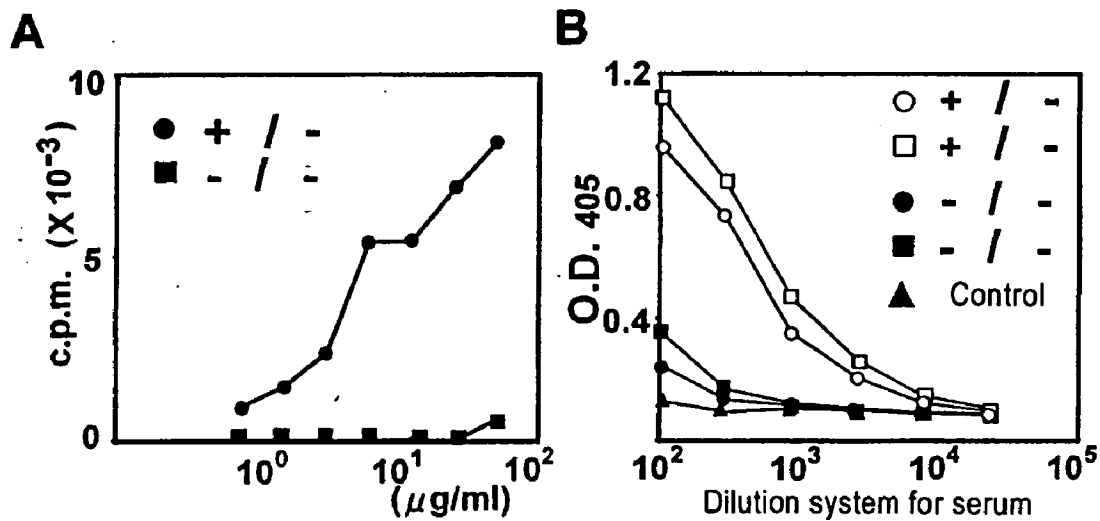 A
10
5
0
c.p.m. (X 10⁻³)
● + / -
■ - / -
10⁰ 10¹ 10²
(μg/ml)
B
1.2
0.8
0.4
O.D. 405
○ + / -
□ + / -
● - / -
■ - / -
▲ Control
10² 10³ 10⁴ 10⁵
Dilution system for serum